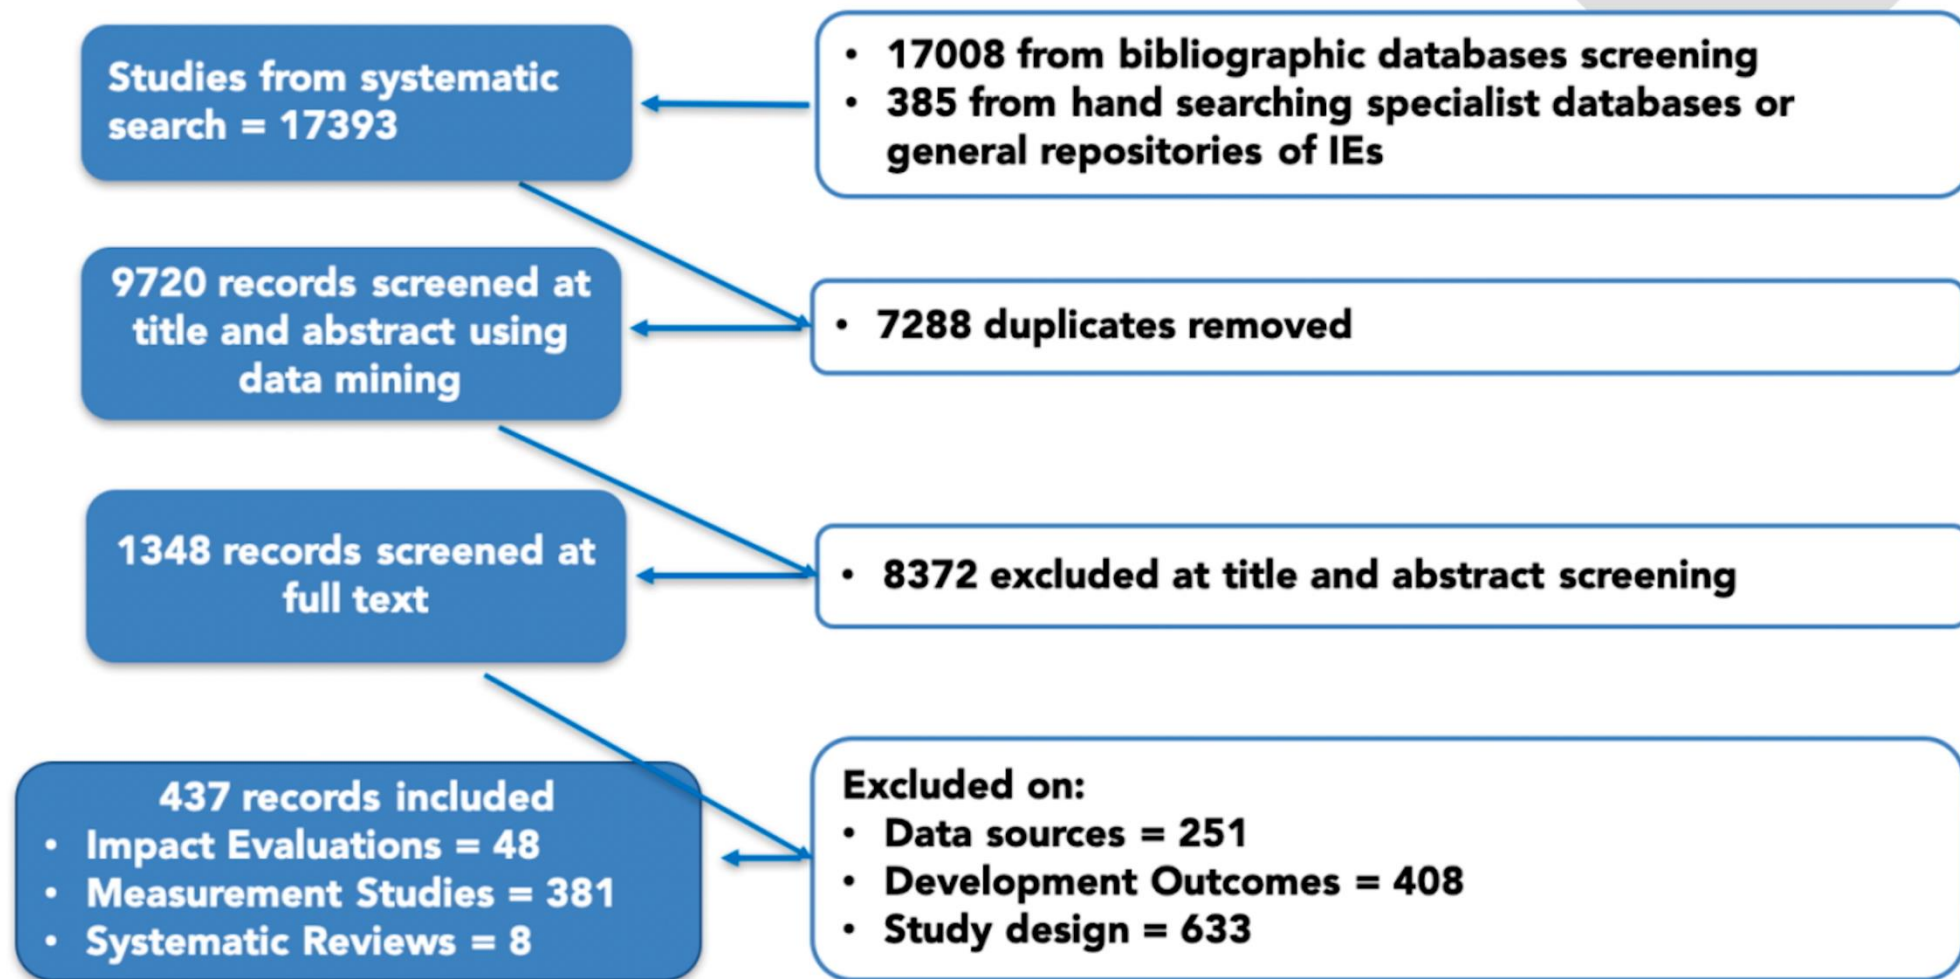 Studies from systematic
search = 17393
• 17008 from bibliographic databases screening
• 385 from hand searching specialist databases or
general repositories of IEs
9720 records screened at
title and abstract using
data mining
• 7288 duplicates removed
1348 records screened at
full text
• 8372 excluded at title and abstract screening
437 records included
• Impact Evaluations = 48
• Measurement Studies = 381
• Systematic Reviews = 8
Excluded on:
• Data sources = 251
• Development Outcomes = 408
• Study design = 633